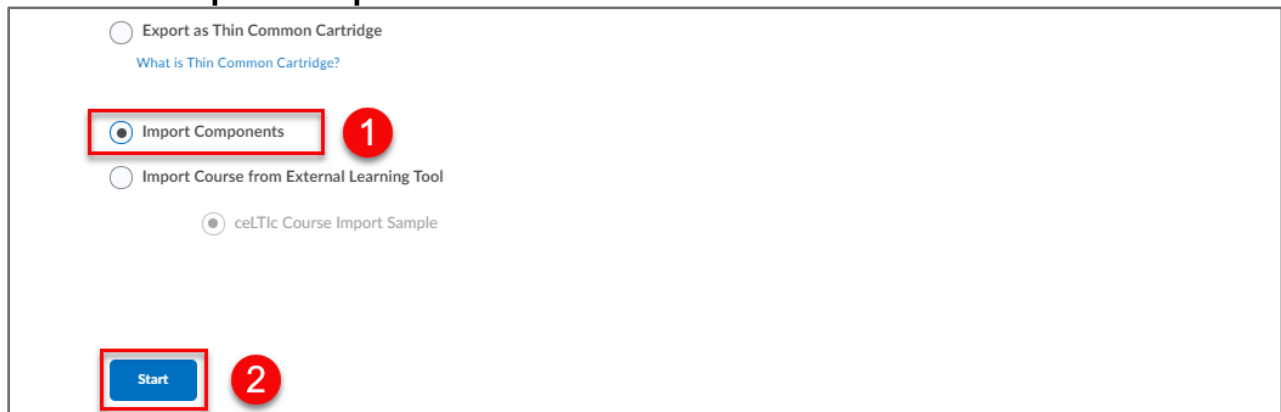 Export as Thin Common Cartridge
What is Thin Common Cartridge?
Import Components
1
Import Course from External Learning Tool
ceLTIc Course Import Sample
Start
2